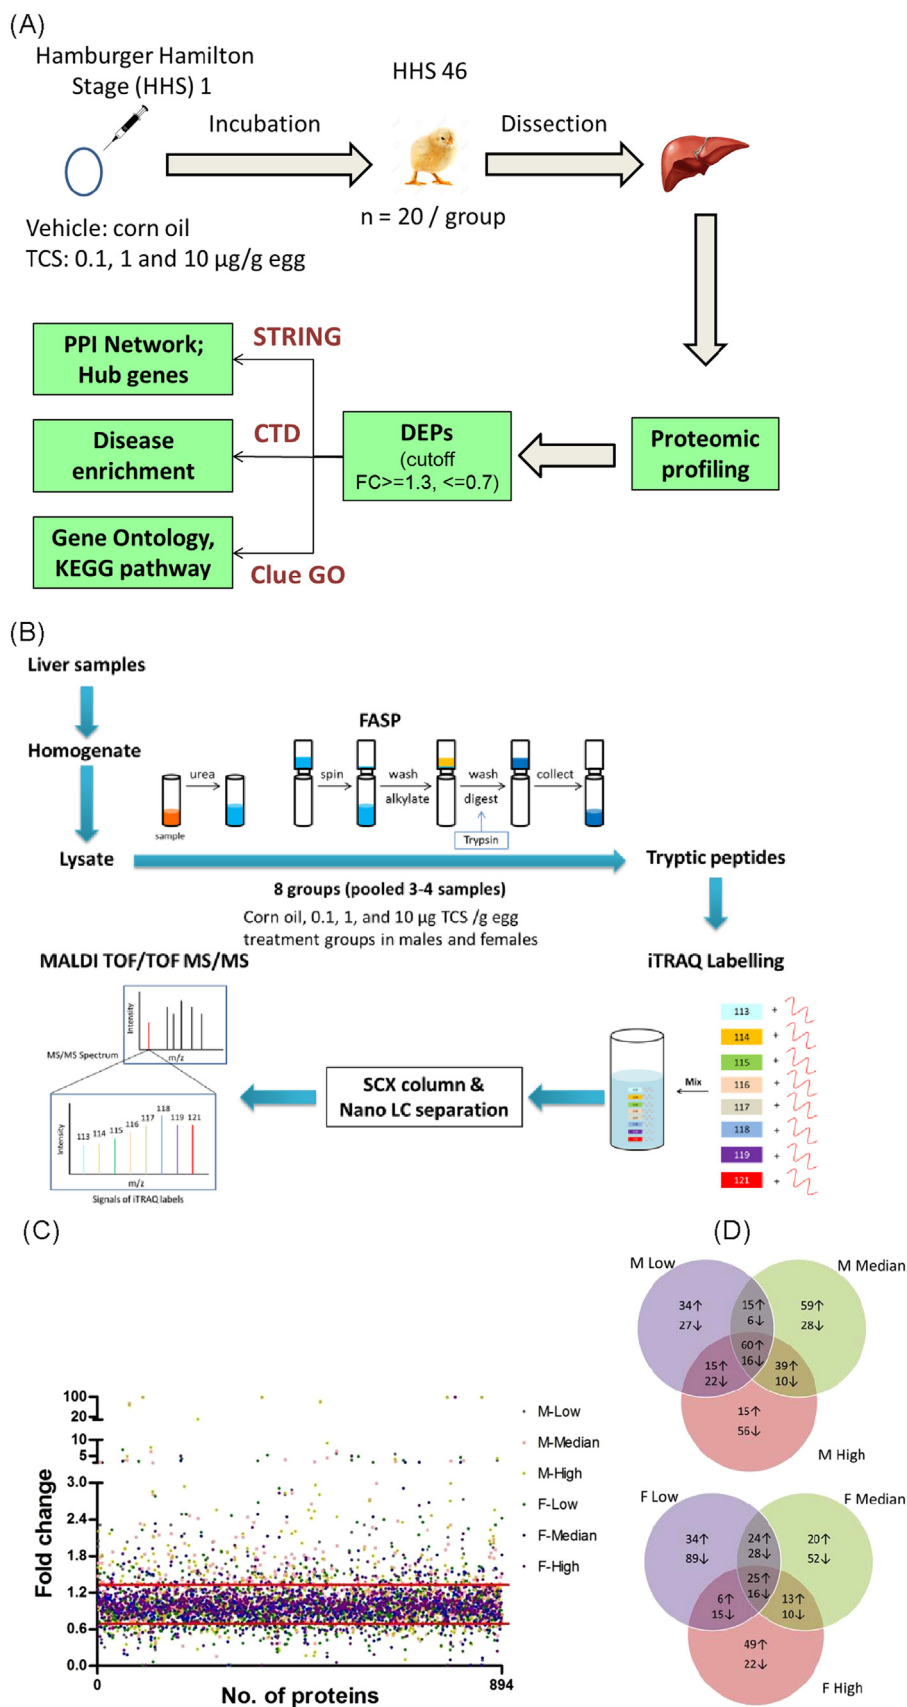 (A)
Hamburger Hamilton
Stage (HHS) 1
HHS 46
Incubation
Dissection
n = 20 / group
Vehicle: corn oil
TCS: 0.1, 1 and 10 µg/g egg
STRING
PPI Network;
Hub genes
CTD
Disease
enrichment
DEPs
(cutoff
FC>=1.3, <=0.7)
Proteomic
profiling
Gene Ontology,
KEGG pathway
Clue GO
(B)
Liver samples
FASP
Homogenate
urea
spin
wash
wash
collect
alkylate
digest
sample
Trypsin
Lysate
Tryptic peptides
8 groups (pooled 3-4 samples)
Corn oil, 0.1, 1, and 10 µg TCS /g egg
treatment groups in males and females
MALDI TOF/TOF MS/MS
iTRAQ Labelling
Intensity
m/z
MS/MS Spectrum
113 +
114 +
115 +
116 +
117 +
118 +
119 +
121 +
Mix
SCX column &
Nano LC separation
Intensity
113 114 115 116 117 118 119 121
m/z
Signals of iTRAQ labels
(C)
Fold change
100
20
10
5
3.0
2.4
1.8
1.2
0.6
0.0
0
894
No. of proteins
M-Low
M-Median
M-High
F-Low
F-Median
F-High
(D)
M Low
M Median
34↑
27↓
15↑
6↓
59↑
28↓
60↑
16↓
15↑
22↓
39↑
10↓
15↑
56↓
M High
F Low
F Median
34↑
89↓
24↑
28↓
20↑
52↓
25↑
16↓
6↑
15↓
13↑
10↓
49↑
22↓
F High